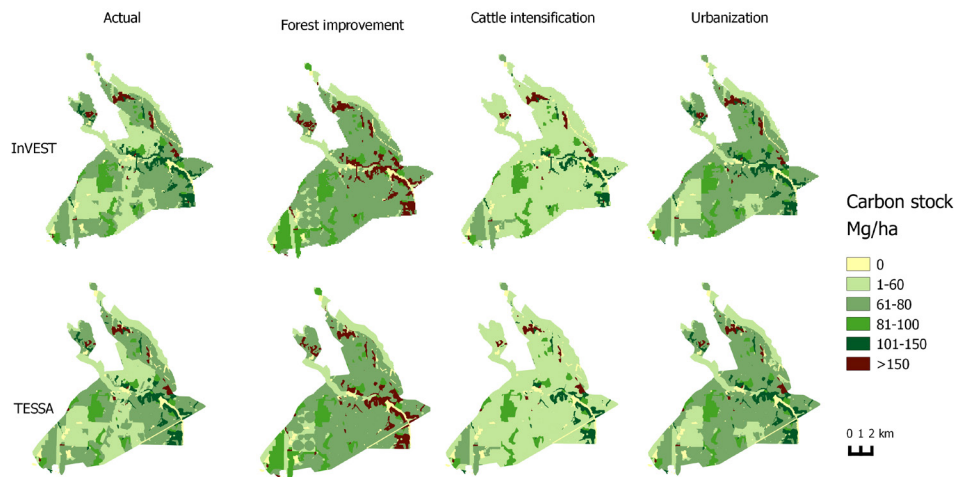 Actual
Forest improvement
Cattle intensification
Urbanization
InVEST
TESSA
Carbon stock
Mg/ha
0
1-60
61-80
81-100
101-150
>150
0 1 2 km